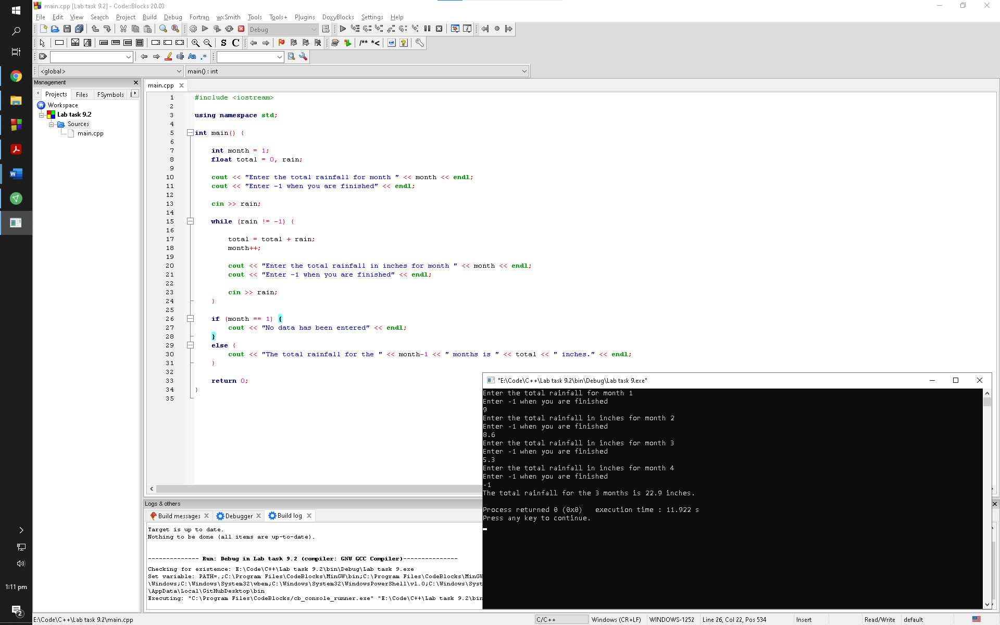 main.cpp [Lab task 9.2] - Code::Blocks 20.03
File Edit View Search Project Build Debug Fortran wxSmith Tools Tools+ Plugins DoxyBlocks Settings Help
Debug
S C /** *<
Aa .*
<global> main() : int
Management
Projects Files FSymbols
Workspace
Lab task 9.2
Sources
main.cpp
main.cpp
1 #include <iostream>
2
3 using namespace std;
4
5 int main() {
6
7 int month = 1;
8 float total = 0, rain;
9
10 cout << "Enter the total rainfall for month " << month << endl;
11 cout << "Enter -1 when you are finished" << endl;
12
13 cin >> rain;
14
15 while (rain != -1) {
16
17 total = total + rain;
18 month++;
19
20 cout << "Enter the total rainfall in inches for month " << month << endl;
21 cout << "Enter -1 when you are finished" << endl;
22
23 cin >> rain;
24 }
25
26 if (month == 1) {
27 cout << "No data has been entered" << endl;
28 }
29 else {
30 cout << "The total rainfall for the " << month-1 << " months is " << total << " inches." << endl;
31 }
32
33 return 0;
34 }
35
"E:\Code\C++\Lab task 9.2\bin\Debug\Lab task 9.exe"
Enter the total rainfall for month 1
Enter -1 when you are finished
9
Enter the total rainfall in inches for month 2
Enter -1 when you are finished
8.6
Enter the total rainfall in inches for month 3
Enter -1 when you are finished
5.3
Enter the total rainfall in inches for month 4
Enter -1 when you are finished
-1
The total rainfall for the 3 months is 22.9 inches.
Process returned 0 (0x0) execution time : 11.922 s
Press any key to continue.
Logs & others
Build messages Debugger Build log
Target is up to date.
Nothing to be done (all items are up-to-date).
-------------- Run: Debug in Lab task 9.2 (compiler: GNU GCC Compiler)---------------
Checking for existence: E:\Code\C++\Lab task 9.2\bin\Debug\Lab task 9.exe
Set variable: PATH=.;C:\Program Files\CodeBlocks\MinGW\bin;C:\Program Files\CodeBlocks\MinGW
\Windows;C:\Windows\System32\wbem;C:\Windows\System32\WindowsPowerShell\v1.0;C:\Windows\Syst
\AppData\Local\GitHubDesktop\bin
Executing: "C:\Program Files\CodeBlocks/cb_console_runner.exe" "E:\Code\C++\Lab task 9.2\bin
1:11 pm
2
E:\Code\C++\Lab task 9.2\main.cpp C/C++ Windows (CR+LF) WINDOWS-1252 Line 26, Col 22, Pos 534 Insert Read/Write default